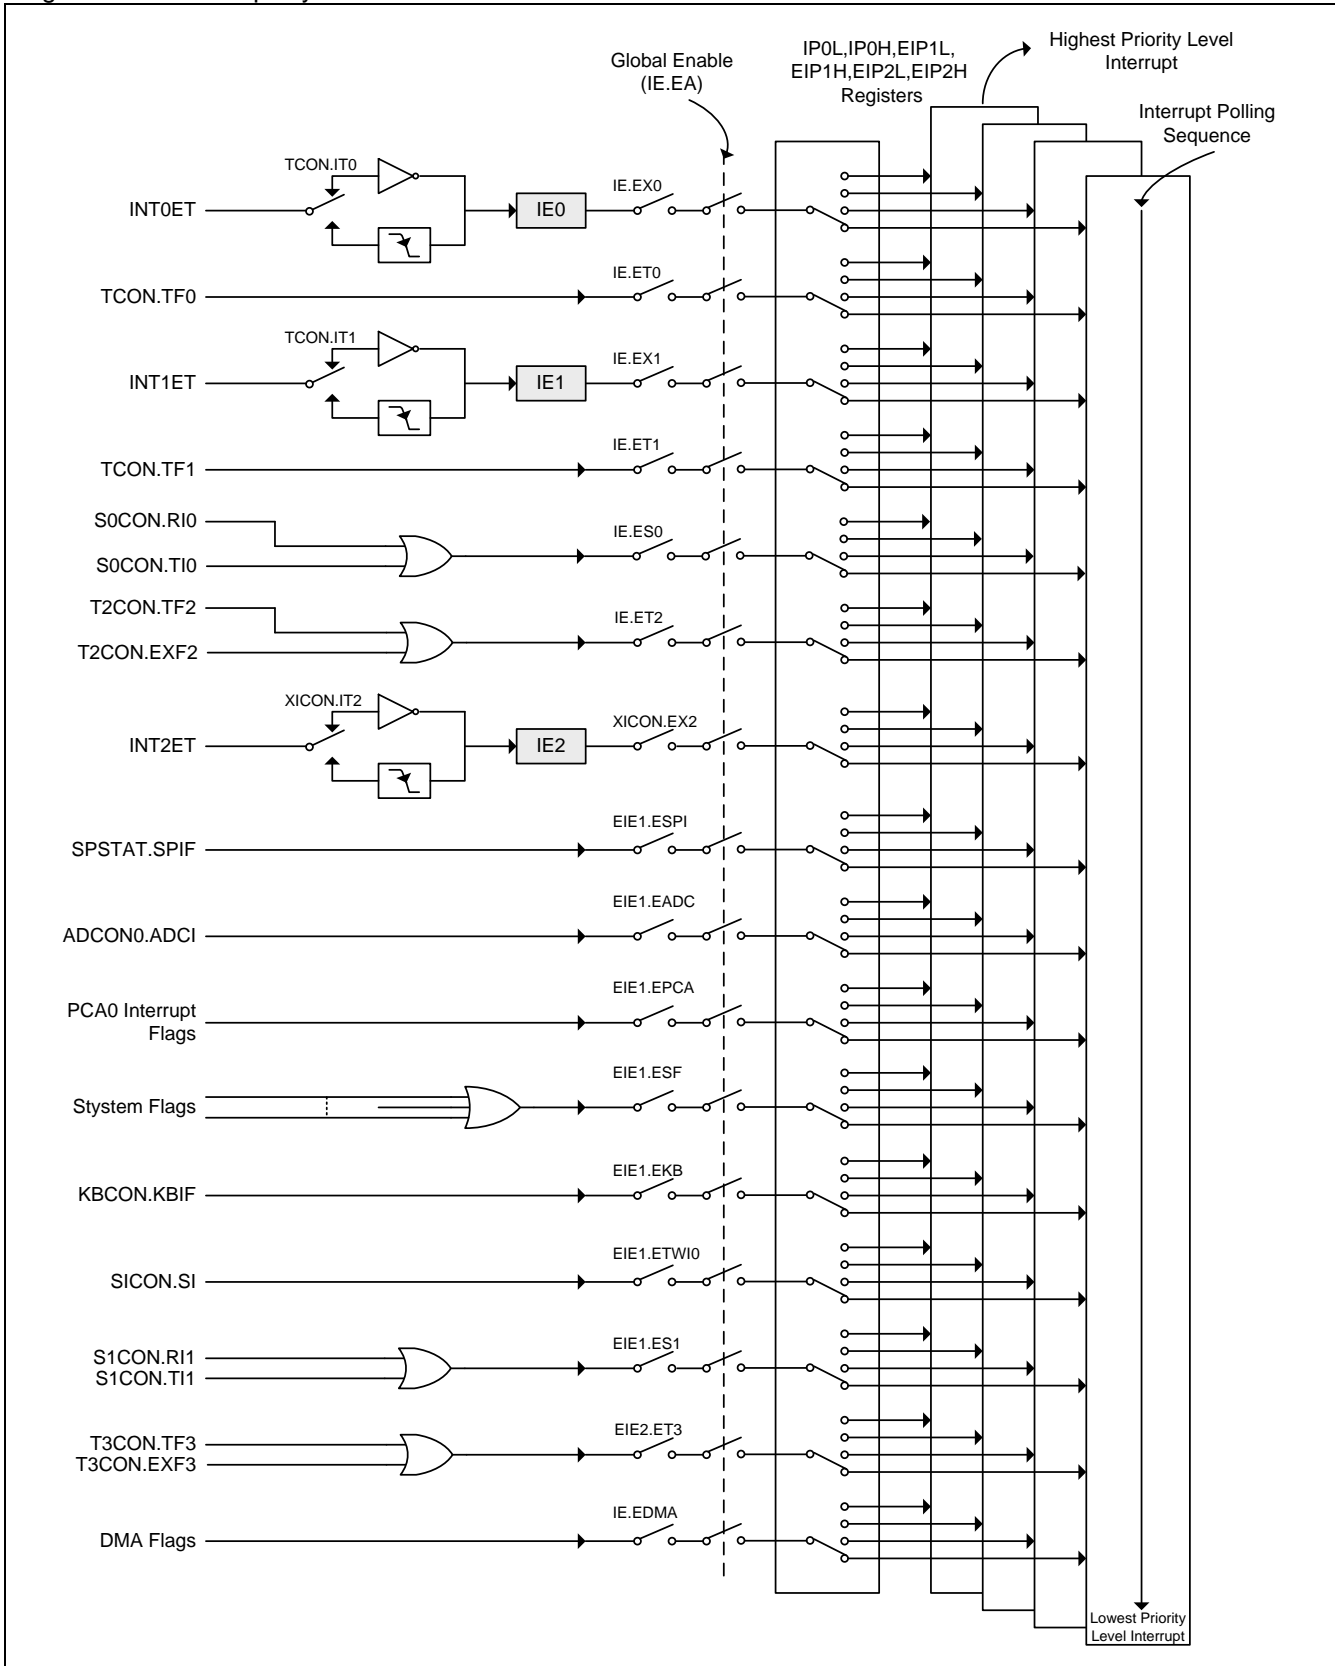 Global Enable
(IE.EA)
IP0L,IP0H,EIP1L,
EIP1H,EIP2L,EIP2H
Registers
Highest Priority Level
Interrupt
Interrupt Polling
Sequence
TCON.IT0
INT0ET
IE0
IE.EX0
TCON.TF0
IE.ET0
TCON.IT1
INT1ET
IE1
IE.EX1
TCON.TF1
IE.ET1
S0CON.RI0
S0CON.TI0
IE.ES0
T2CON.TF2
T2CON.EXF2
IE.ET2
XICON.IT2
INT2ET
IE2
XICON.EX2
SPSTAT.SPIF
EIE1.ESPI
ADCON0.ADCI
EIE1.EADC
PCA0 Interrupt
Flags
EIE1.EPCA
Stystem Flags
EIE1.ESF
KBCON.KBIF
EIE1.EKB
SICON.SI
EIE1.ETWI0
S1CON.RI1
S1CON.TI1
EIE1.ES1
T3CON.TF3
T3CON.EXF3
EIE2.ET3
DMA Flags
IE.EDMA
Lowest Priority
Level Interrupt